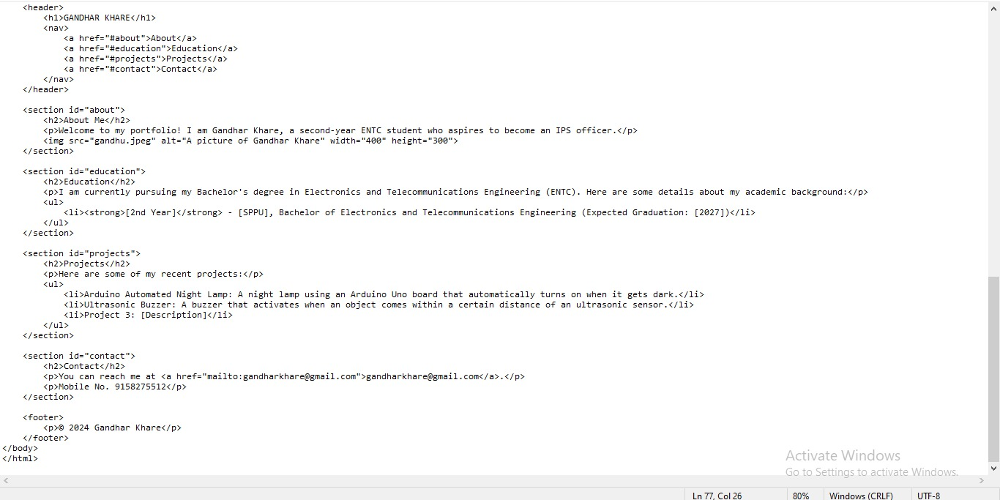 <header>
<h1>GANDHAR KHARE</h1>
<nav>
<a href="#about">About</a>
<a href="#education">Education</a>
<a href="#projects">Projects</a>
<a href="#contact">Contact</a>
</nav>
</header>
<section id="about">
<h2>About Me</h2>
<p>Welcome to my portfolio! I am Gandhar Khare, a second-year ENTC student who aspires to become an IPS officer.</p>
<img src="gandhu.jpeg" alt="A picture of Gandhar Khare" width="400" height="300">
</section>
<section id="education">
<h2>Education</h2>
<p>I am currently pursuing my Bachelor's degree in Electronics and Telecommunications Engineering (ENTC). Here are some details about my academic background:</p>
<ul>
<li><strong>[2nd Year]</strong> - [SPPU], Bachelor of Electronics and Telecommunications Engineering (Expected Graduation: [2027])</li>
</ul>
</section>
<section id="projects">
<h2>Projects</h2>
<p>Here are some of my recent projects:</p>
<ul>
<li>Arduino Automated Night Lamp: A night lamp using an Arduino Uno board that automatically turns on when it gets dark.</li>
<li>Ultrasonic Buzzer: A buzzer that activates when an object comes within a certain distance of an ultrasonic sensor.</li>
<li>Project 3: [Description]</li>
</ul>
</section>
<section id="contact">
<h2>Contact</h2>
<p>You can reach me at <a href="mailto:gandharkhare@gmail.com">gandharkhare@gmail.com</a>.</p>
<p>Mobile No. 9158275512</p>
</section>
<footer>
<p>© 2024 Gandhar Khare</p>
</footer>
</body>
</html>
Activate Windows
Go to Settings to activate Windows.
Ln 77, Col 26 80% Windows (CRLF) UTF-8